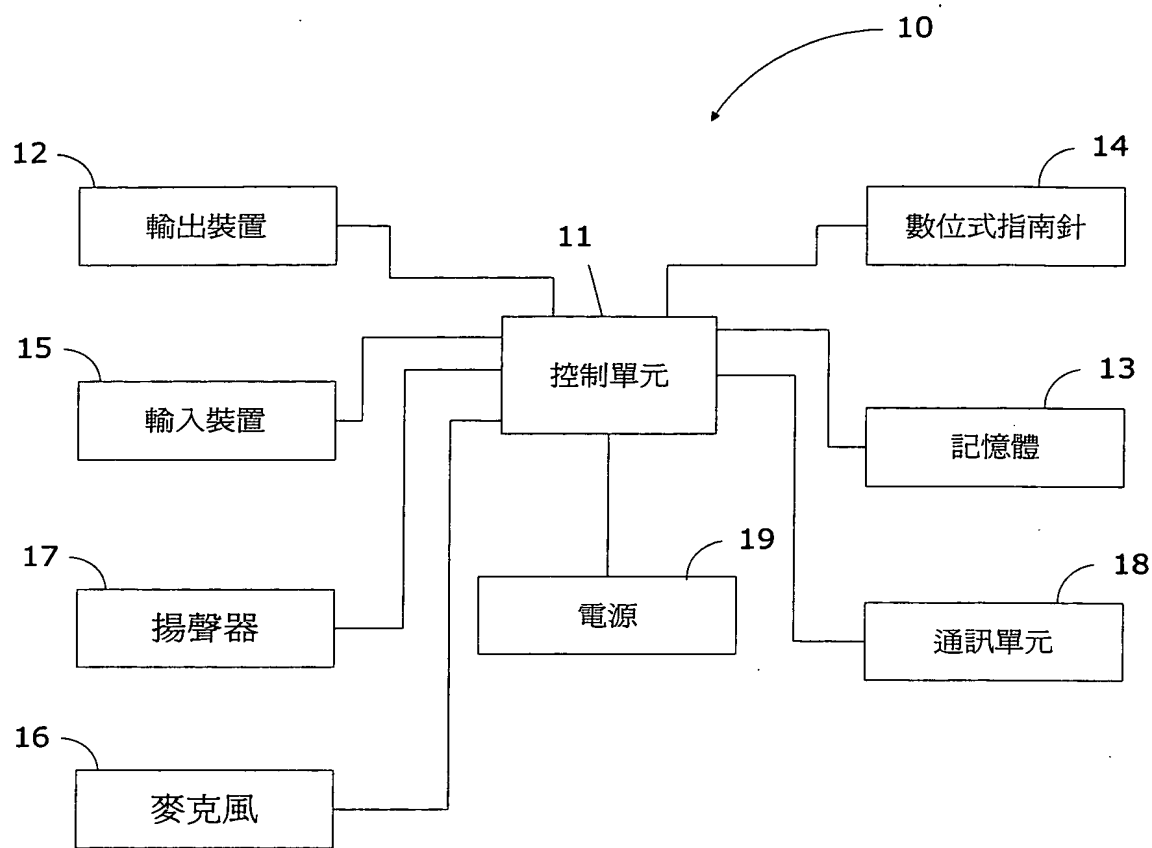 10
12
輸出裝置
14
數位式指南針
11
控制單元
15
輸入裝置
13
記憶體
17
揚聲器
19
電源
18
通訊單元
16
麥克風